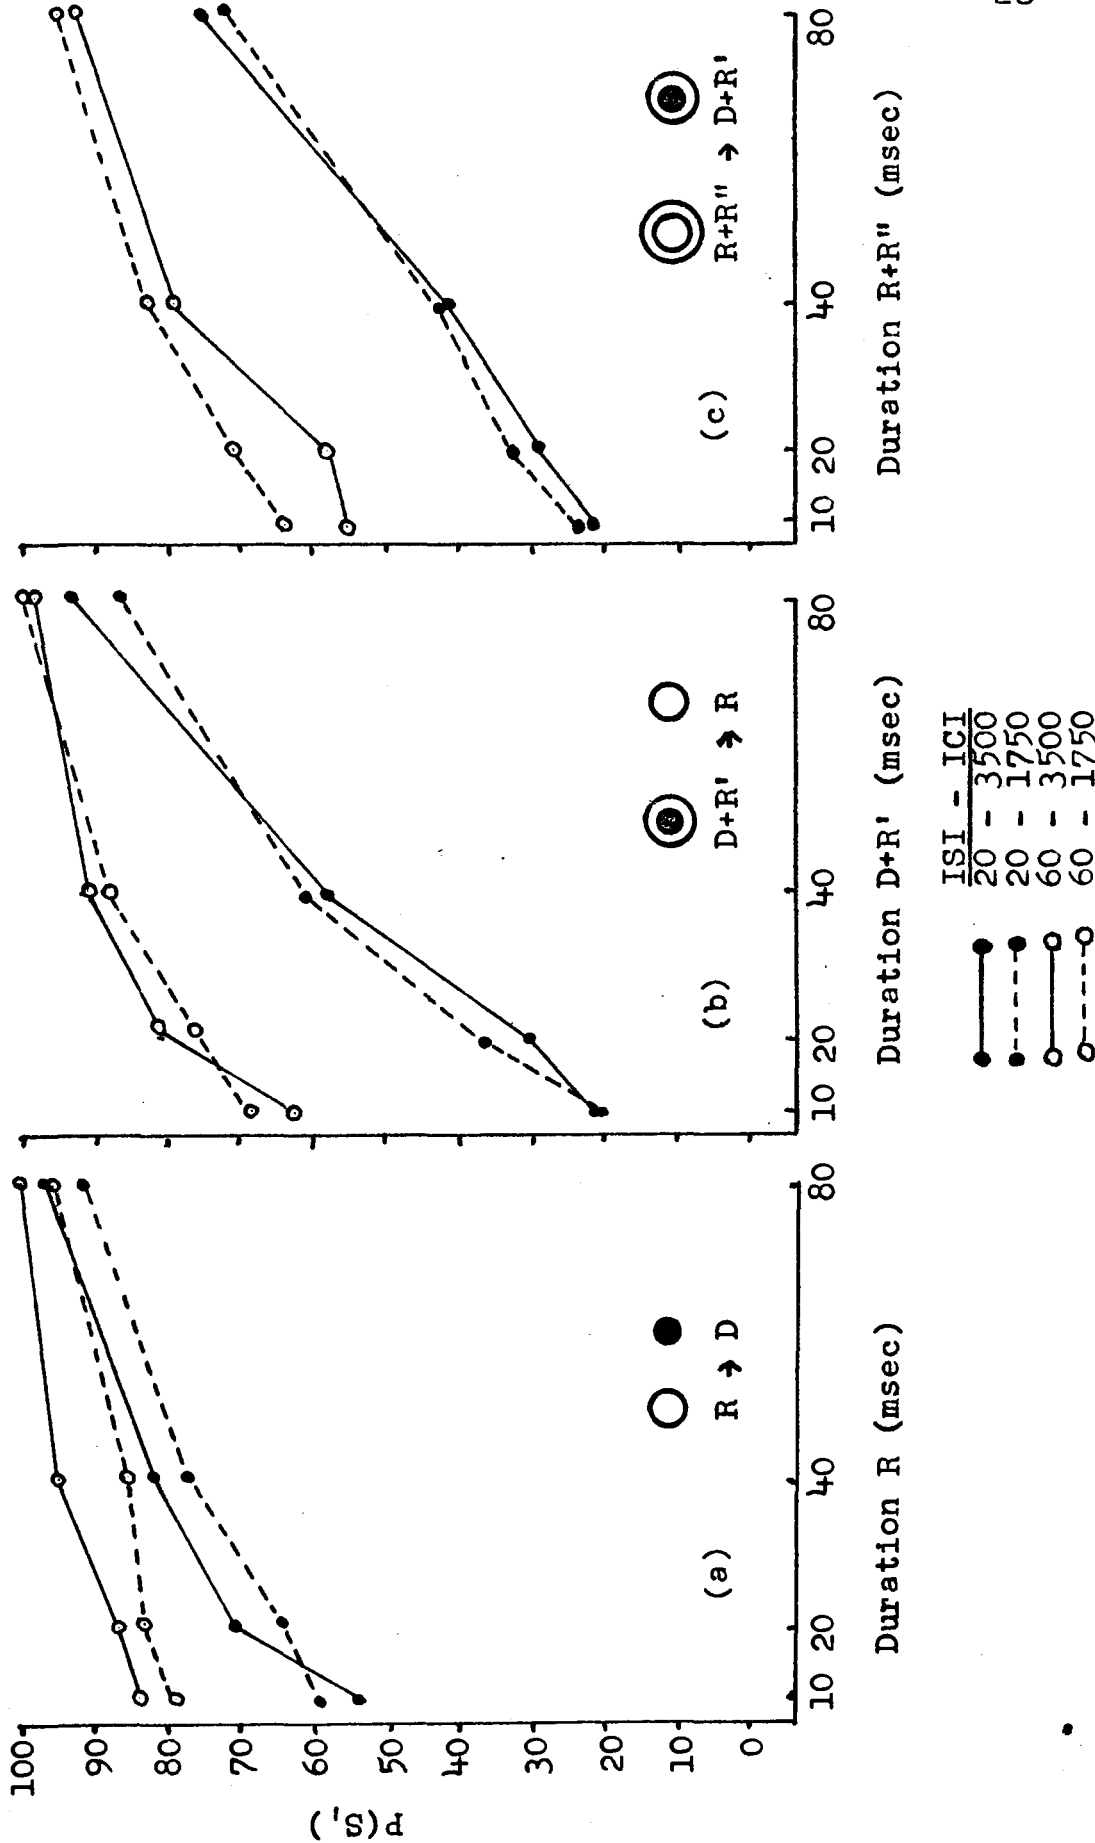 P(S₁)
100
90
80
70
60
50
40
30
20
10
0
(a)
R → D
10 20 40 80
Duration R (msec)
(b)
D+R' → R
10 20 40 80
Duration D+R' (msec)
(c)
R+R" → D+R'
10 20 40 80
Duration R+R" (msec)
ISI - ICI
20 - 3500
20 - 1750
60 - 3500
60 - 1750